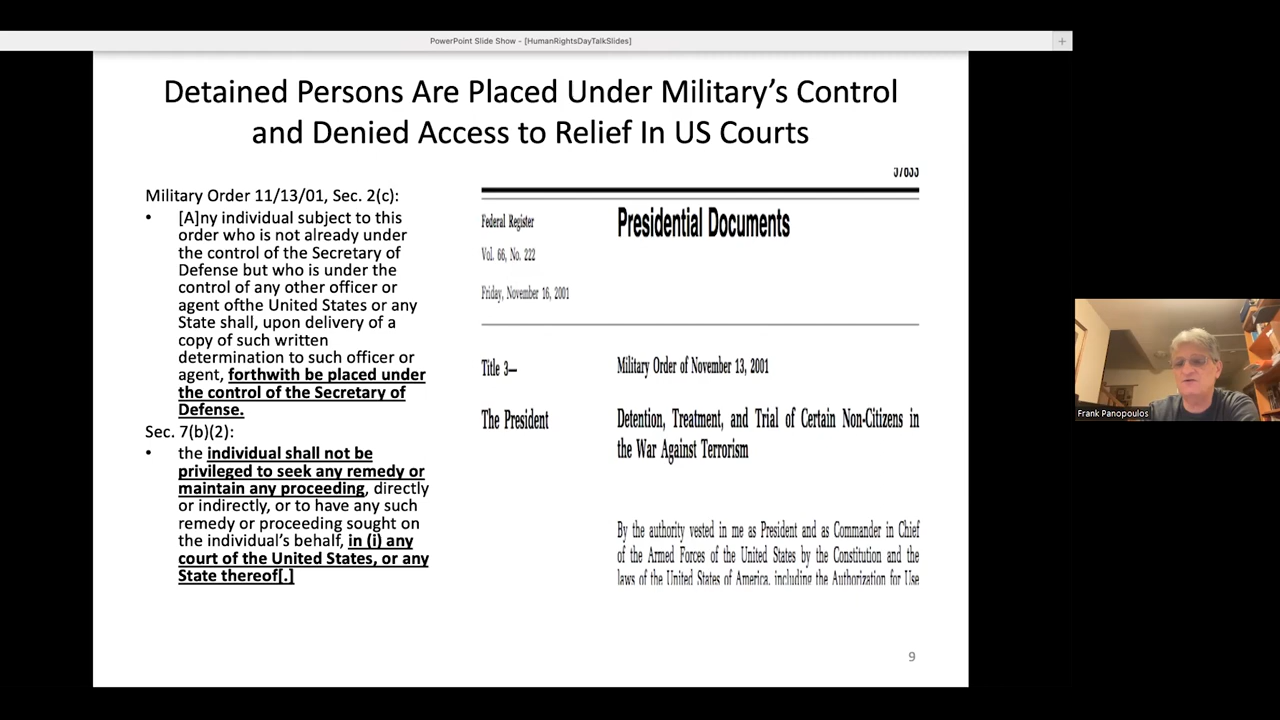 PowerPoint Slide Show - [HumanRightsDayTalkSlides]
Detained Persons Are Placed Under Military’s Control
and Denied Access to Relief In US Courts
Military Order 11/13/01, Sec. 2(c):
• [A]ny individual subject to this
order who is not already under
the control of the Secretary of
Defense but who is under the
control of any other officer or
agent ofthe United States or any
State shall, upon delivery of a
copy of such written
determination to such officer or
agent, forthwith be placed under
the control of the Secretary of
Defense.
Sec. 7(b)(2):
• the individual shall not be
privileged to seek any remedy or
maintain any proceeding, directly
or indirectly, or to have any such
remedy or proceeding sought on
the individual’s behalf, in (i) any
court of the United States, or any
State thereof[.]
Federal Register
Vol. 66, No. 222
Friday, November 16, 2001
Presidential Documents
Title 3—
The President
Military Order of November 13, 2001
Detention, Treatment, and Trial of Certain Non-Citizens in
the War Against Terrorism
By the authority vested in me as President and as Commander in Chief
of the Armed Forces of the United States by the Constitution and the
laws of the United States of America, including the Authorization for Use
9
Frank Panopoulos